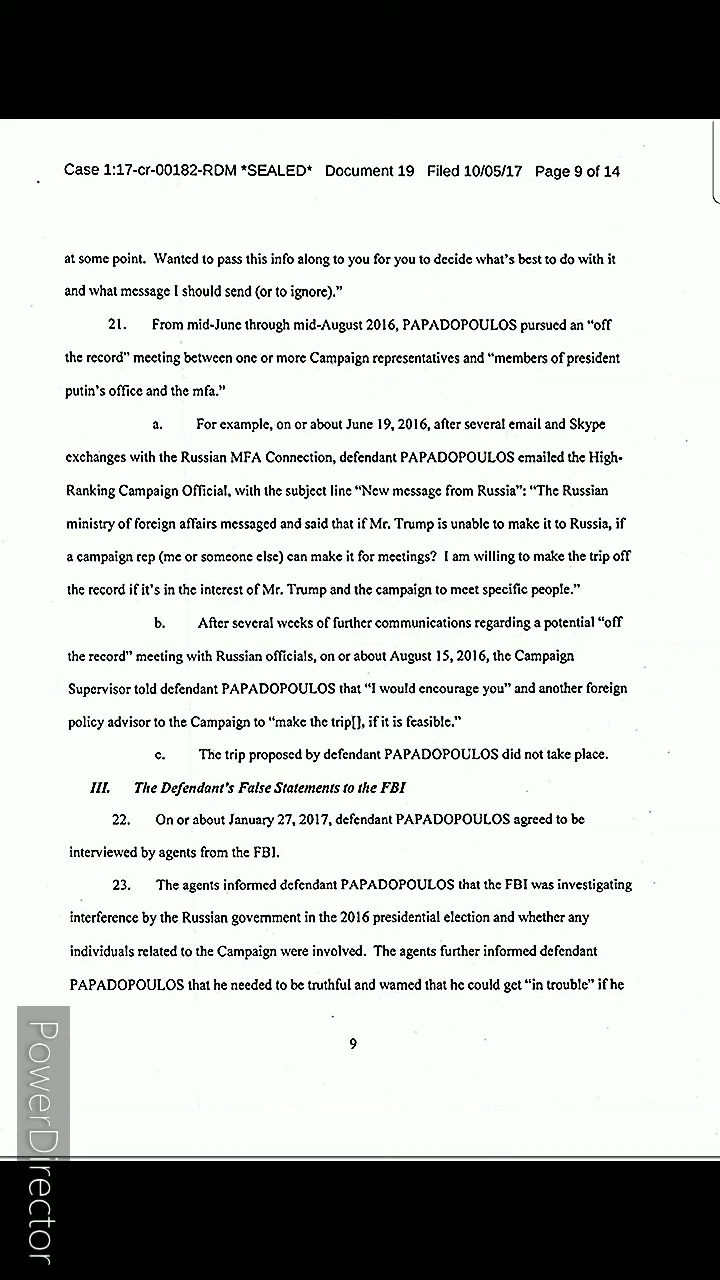 Case 1:17-cr-00182-RDM *SEALED* Document 19 Filed 10/05/17 Page 9 of 14
at some point. Wanted to pass this info along to you for you to decide what's best to do with it
and what message I should send (or to ignore)."
21. From mid-June through mid-August 2016, PAPADOPOULOS pursued an "off
the record" meeting between one or more Campaign representatives and "members of president
putin's office and the mfa."
a. For example, on or about June 19, 2016, after several email and Skype
exchanges with the Russian MFA Connection, defendant PAPADOPOULOS emailed the High-
Ranking Campaign Official, with the subject line "New message from Russia": "The Russian
ministry of foreign affairs messaged and said that if Mr. Trump is unable to make it to Russia, if
a campaign rep (me or someone else) can make it for meetings? I am willing to make the trip off
the record if it's in the interest of Mr. Trump and the campaign to meet specific people."
b. After several weeks of further communications regarding a potential "off
the record" meeting with Russian officials, on or about August 15, 2016, the Campaign
Supervisor told defendant PAPADOPOULOS that "I would encourage you" and another foreign
policy advisor to the Campaign to "make the trip[], if it is feasible."
c. The trip proposed by defendant PAPADOPOULOS did not take place.
III. The Defendant's False Statements to the FBI
22. On or about January 27, 2017, defendant PAPADOPOULOS agreed to be
interviewed by agents from the FBI.
23. The agents informed defendant PAPADOPOULOS that the FBI was investigating
interference by the Russian government in the 2016 presidential election and whether any
individuals related to the Campaign were involved. The agents further informed defendant
PAPADOPOULOS that he needed to be truthful and warned that he could get "in trouble" if he
9
PowerDirector